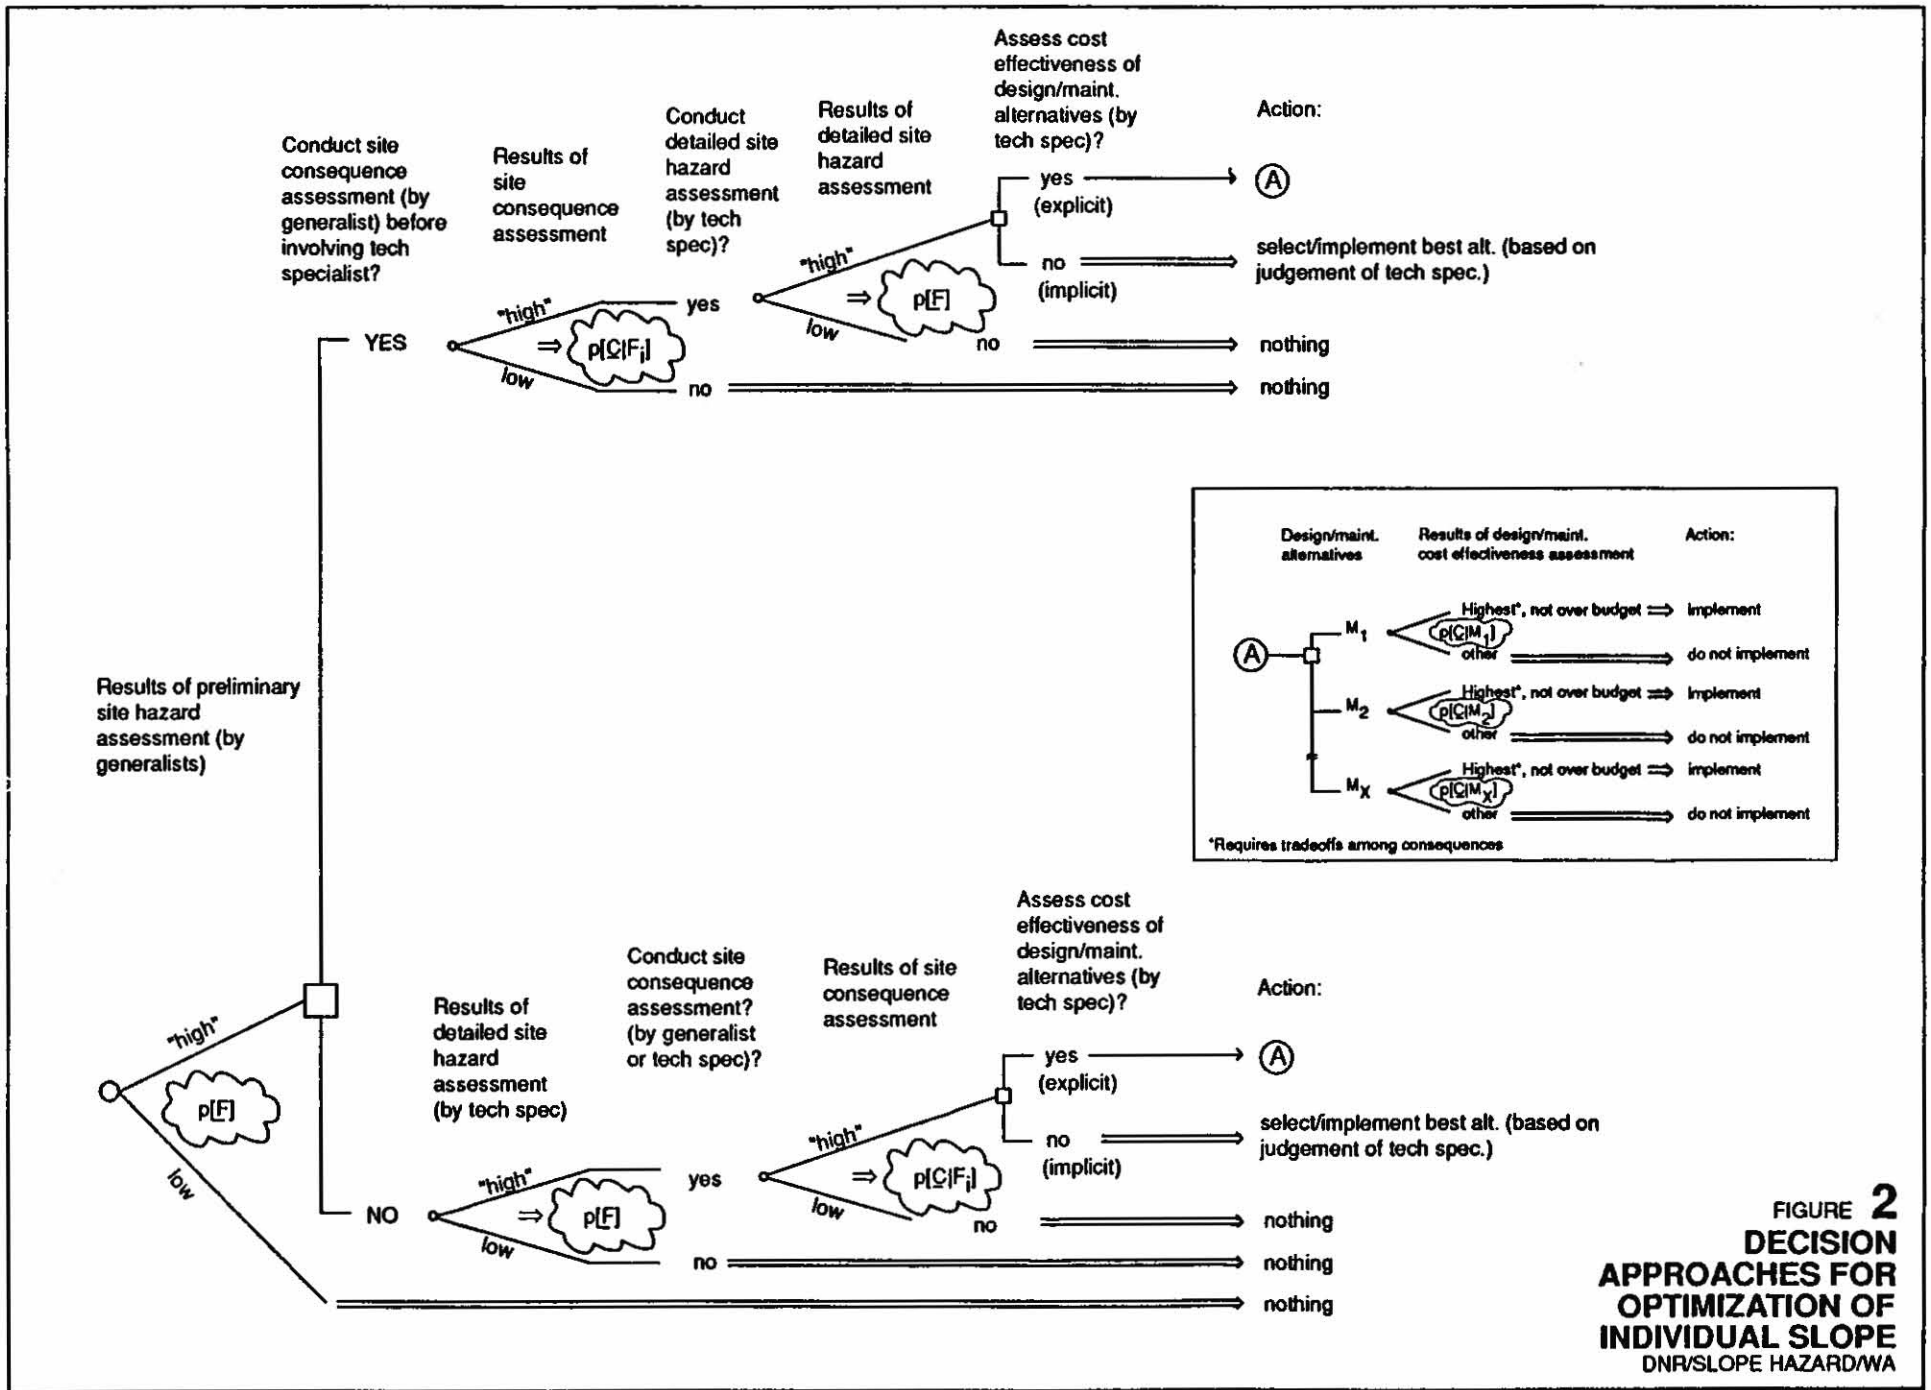 Conduct site
consequence
assessment (by
generalist) before
involving tech
specialist?
Results of
site
consequence
assessment
Conduct
detailed site
hazard
assessment
(by tech
spec)?
Results of
detailed site
hazard
assessment
Assess cost
effectiveness of
design/maint.
alternatives (by
tech spec)?
Action:
YES
"high"
p[C|Fi]
low
yes
no
"high"
p[F]
low
yes
(explicit)
A
no
(implicit)
select/implement best alt. (based on
judgement of tech spec.)
no
nothing
nothing
Design/maint.
alternatives
Results of design/maint.
cost effectiveness assessment
Action:
A
M1
Highest*, not over budget ⇒ implement
p[C|M1]
other
do not implement
M2
Highest*, not over budget ⇒ implement
p[C|M2]
other
do not implement
MX
Highest*, not over budget ⇒ implement
p[C|MX]
other
do not implement
*Requires tradeoffs among consequences
Results of preliminary
site hazard
assessment (by
generalists)
"high"
p[F]
low
Results of
detailed site
hazard
assessment
(by tech spec)
Conduct site
consequence
assessment?
(by generalist
or tech spec)?
Results of site
consequence
assessment
Assess cost
effectiveness of
design/maint.
alternatives (by
tech spec)?
Action:
NO
"high"
p[F]
low
yes
no
"high"
p[C|Fi]
low
yes
(explicit)
A
no
(implicit)
select/implement best alt. (based on
judgement of tech spec.)
no
nothing
nothing
nothing
FIGURE 2
DECISION
APPROACHES FOR
OPTIMIZATION OF
INDIVIDUAL SLOPE
DNR/SLOPE HAZARD/WA